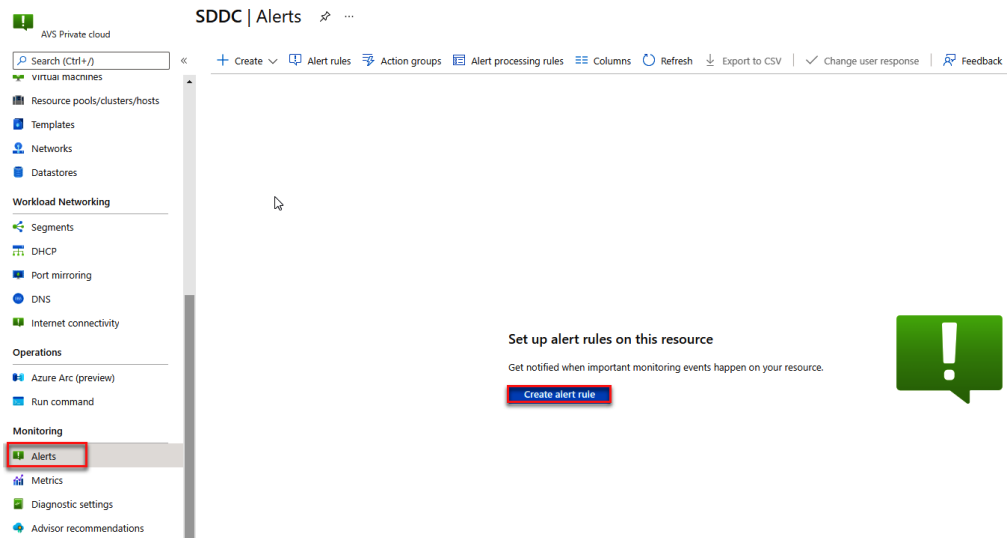 SDDC | Alerts
AVS Private cloud
Search (Ctrl+/)
Create
Alert rules
Action groups
Alert processing rules
Columns
Refresh
Export to CSV
Change user response
Feedback
Virtual machines
Resource pools/clusters/hosts
Templates
Networks
Datastores
Workload Networking
Segments
DHCP
Port mirroring
DNS
Internet connectivity
Operations
Azure Arc (preview)
Run command
Monitoring
Alerts
Metrics
Diagnostic settings
Advisor recommendations
Set up alert rules on this resource
Get notified when important monitoring events happen on your resource.
Create alert rule